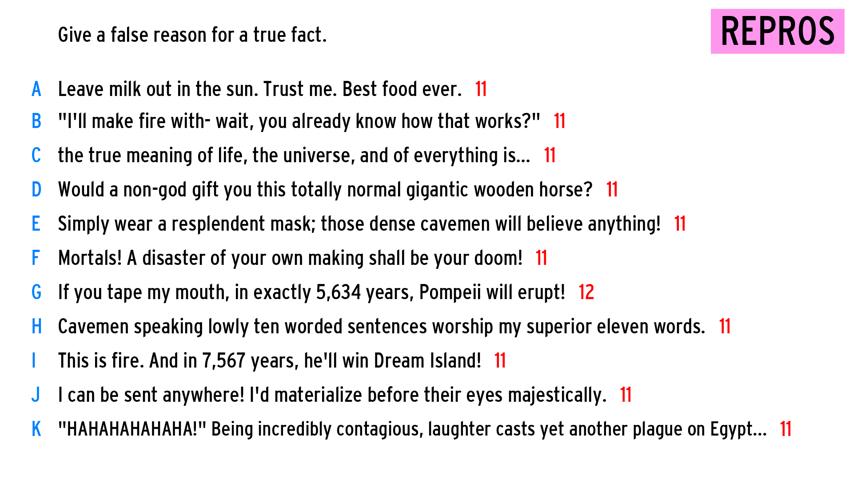 Give a false reason for a true fact.
REPROS
A Leave milk out in the sun. Trust me. Best food ever. 11
B "I'll make fire with- wait, you already know how that works?" 11
C the true meaning of life, the universe, and of everything is... 11
D Would a non-god gift you this totally normal gigantic wooden horse? 11
E Simply wear a resplendent mask; those dense cavemen will believe anything! 11
F Mortals! A disaster of your own making shall be your doom! 11
G If you tape my mouth, in exactly 5,634 years, Pompeii will erupt! 12
H Cavemen speaking lowly ten worded sentences worship my superior eleven words. 11
I This is fire. And in 7,567 years, he'll win Dream Island! 11
J I can be sent anywhere! I'd materialize before their eyes majestically. 11
K "HAHAHAHAHAHA!" Being incredibly contagious, laughter casts yet another plague on Egypt... 11